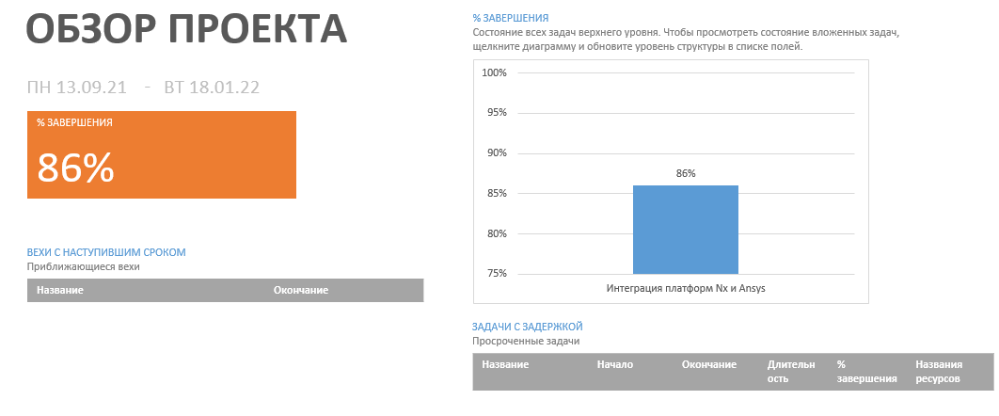 ОБЗОР ПРОЕКТА
ПН 13.09.21 - ВТ 18.01.22
% ЗАВЕРШЕНИЯ
86%
ВЕХИ С НАСТУПИВШИМ СРОКОМ
Приближающиеся вехи
Название Окончание
% ЗАВЕРШЕНИЯ
Состояние всех задач верхнего уровня. Чтобы просмотреть состояние вложенных задач,
щелкните диаграмму и обновите уровень структуры в списке полей.
100%
95%
90%
86%
85%
80%
75%
Интеграция платформ Nx и Ansys
ЗАДАЧИ С ЗАДЕРЖКОЙ
Просроченные задачи
Название Начало Окончание Длительн % Названия
ость завершения ресурсов